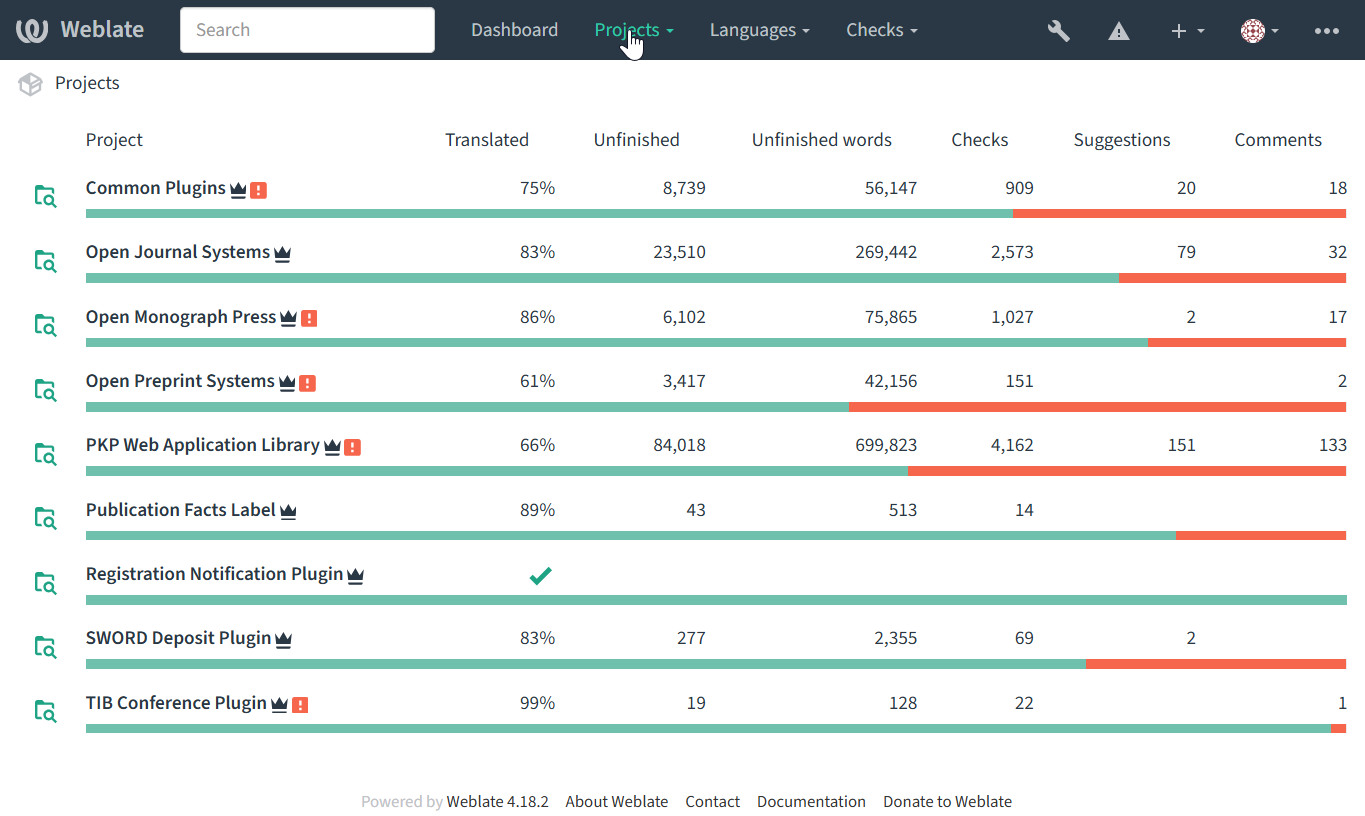 Weblate Search Dashboard Projects Languages Checks
Projects
Project Translated Unfinished Unfinished words Checks Suggestions Comments
Common Plugins 75% 8,739 56,147 909 20 18
Open Journal Systems 83% 23,510 269,442 2,573 79 32
Open Monograph Press 86% 6,102 75,865 1,027 2 17
Open Preprint Systems 61% 3,417 42,156 151 2
PKP Web Application Library 66% 84,018 699,823 4,162 151 133
Publication Facts Label 89% 43 513 14
Registration Notification Plugin
SWORD Deposit Plugin 83% 277 2,355 69 2
TIB Conference Plugin 99% 19 128 22 1
Powered by Weblate 4.18.2 About Weblate Contact Documentation Donate to Weblate